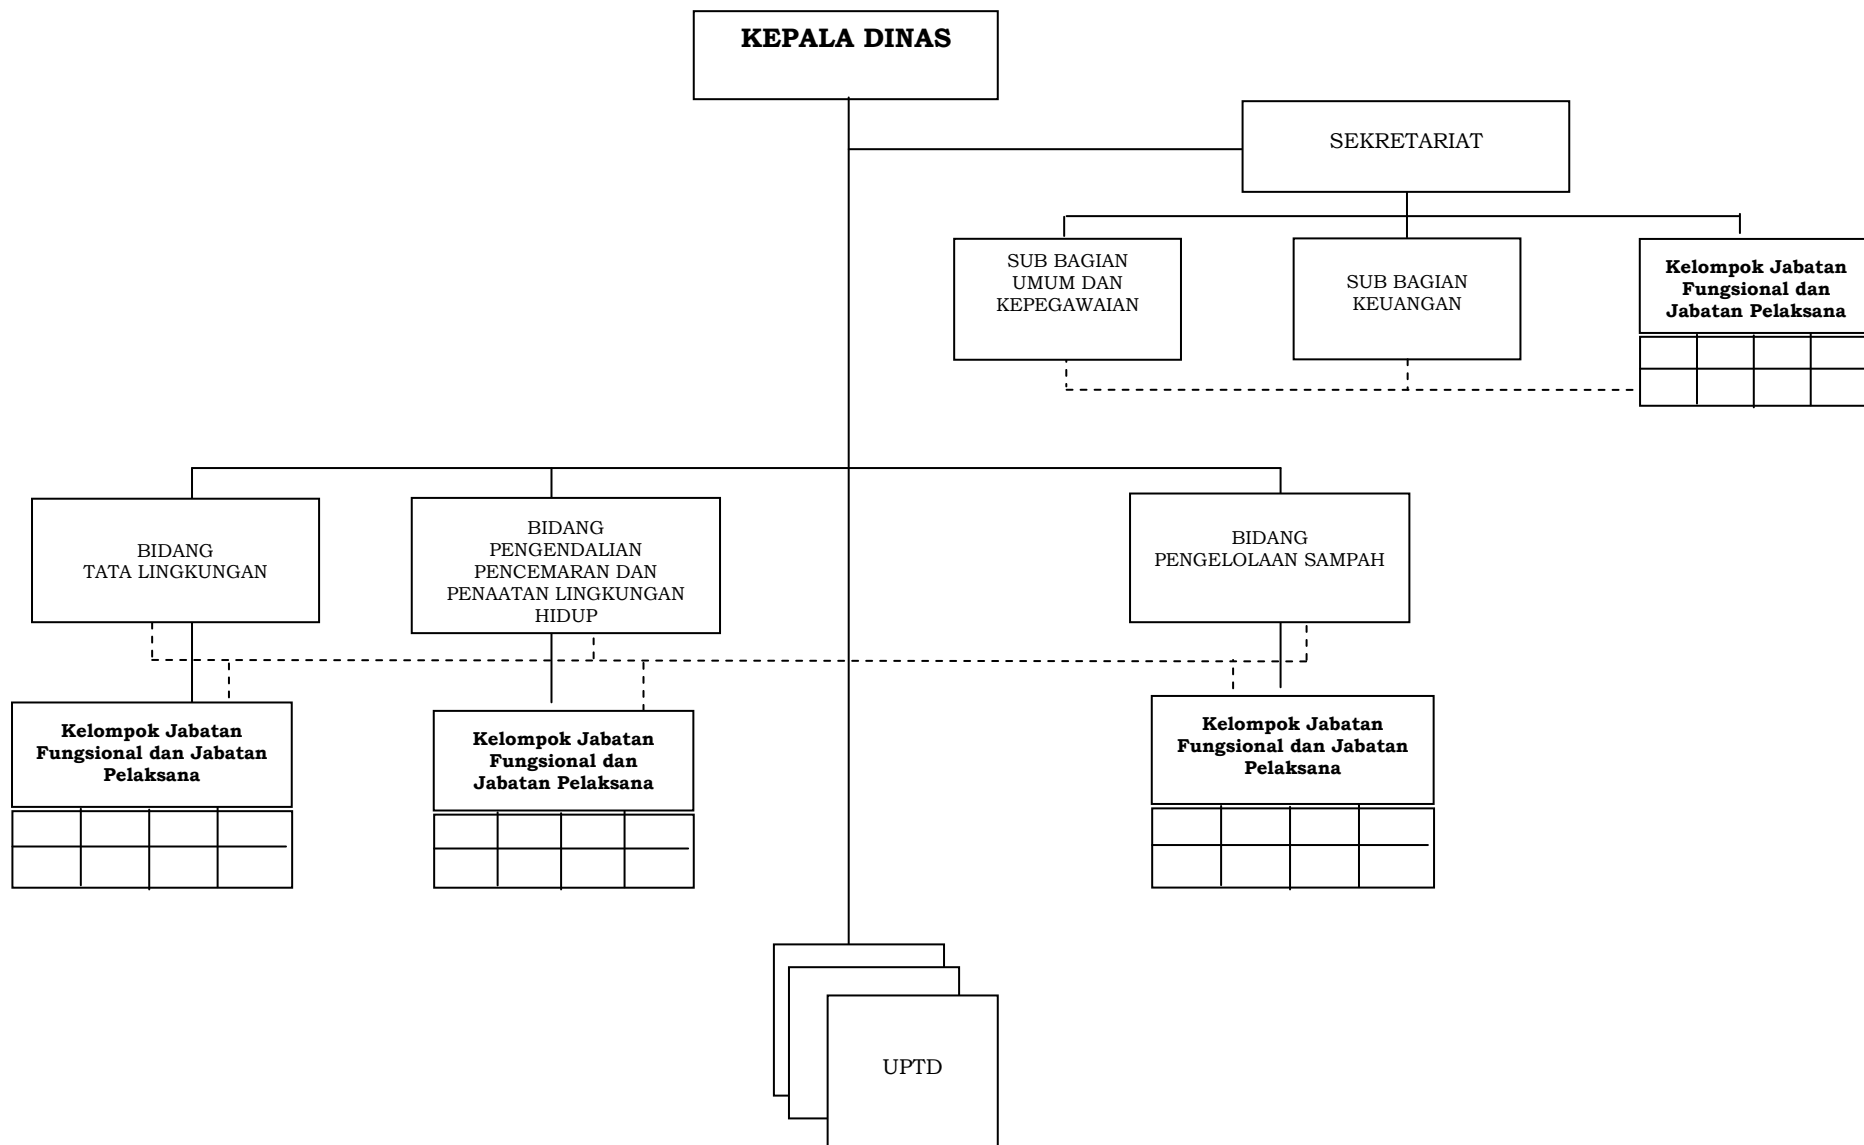 KEPALA DINAS
SEKRETARIAT
SUB BAGIAN
UMUM DAN
KEPEGAWAIAN
SUB BAGIAN
KEUANGAN
Kelompok Jabatan
Fungsional dan
Jabatan Pelaksana
BIDANG
TATA LINGKUNGAN
BIDANG
PENGENDALIAN
PENCEMARAN DAN
PENAATAN LINGKUNGAN
HIDUP
BIDANG
PENGELOLAAN SAMPAH
Kelompok Jabatan
Fungsional dan Jabatan
Pelaksana
Kelompok Jabatan
Fungsional dan
Jabatan Pelaksana
Kelompok Jabatan
Fungsional dan Jabatan
Pelaksana
UPTD